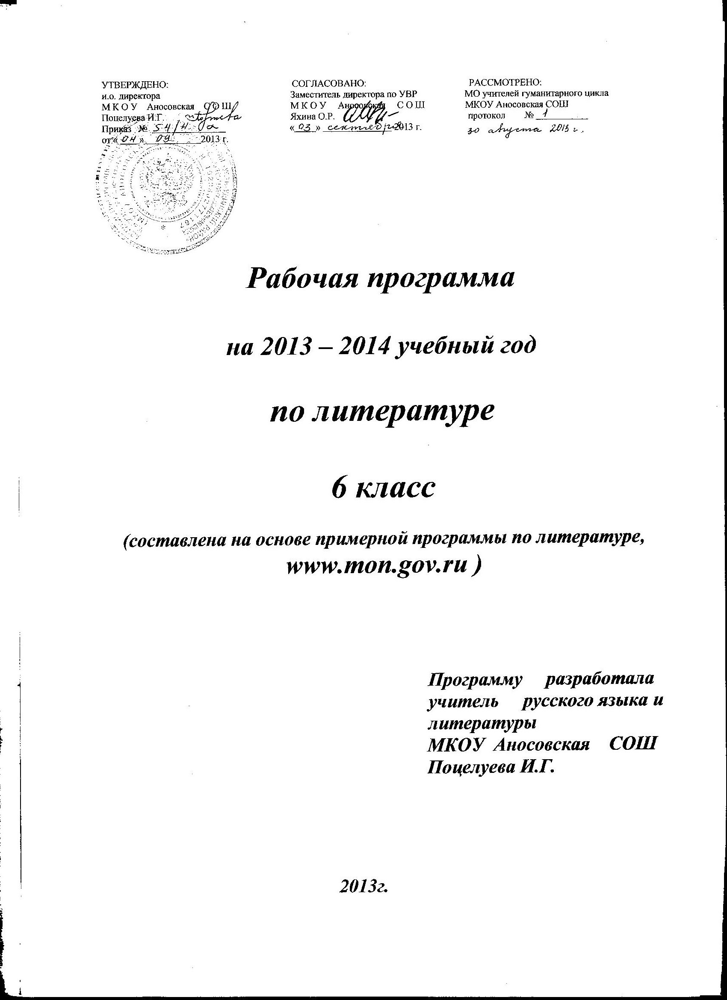 УТВЕРЖДЕНО:
и.о. директора
М К О У Аносовская С О Ш
Поцелуева И.Г.
Приказ № 54/4-
от « 04 » 09 2013 г.
СОГЛАСОВАНО:
Заместитель директора по УВР
М К О У Аносовская С О Ш
Яхина О.Р.
« 03 » сентября 2013 г.
РАССМОТРЕНО:
МО учителей гуманитарного цикла
МКОУ Аносовская СОШ
протокол № 1
30 августа 2013 г.
Рабочая программа
на 2013 – 2014 учебный год
по литературе
6 класс
(составлена на основе примерной программы по литературе,
www.mon.gov.ru )
Программу разработала
учитель русского языка и
литературы
МКОУ Аносовская СОШ
Поцелуева И.Г.
2013г.